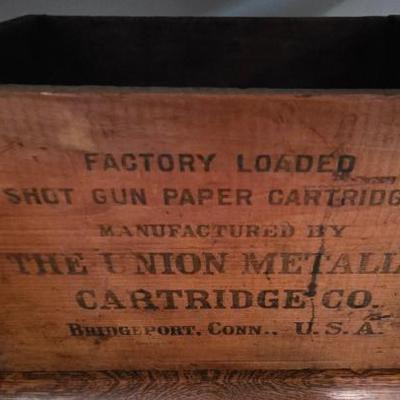 FACTORY LOADED
SHOT GUN PAPER CARTRIDG
MANUFACTURED BY
THE UNION METALL
CARTRIDGE CO.
BRIDGEPORT, CONN., U.S.A.